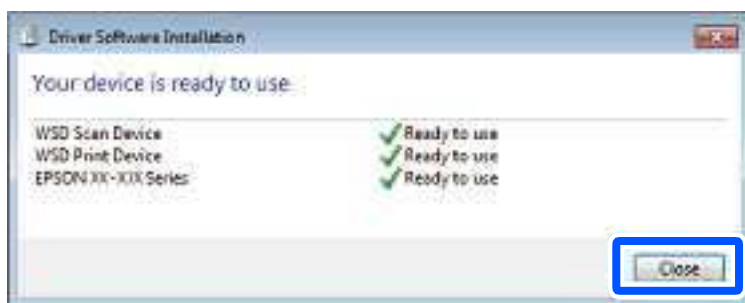 Driver Software Installation
Your device is ready to use
WSD Scan Device Ready to use
WSD Print Device Ready to use
EPSON XX-XXX Series Ready to use
Close